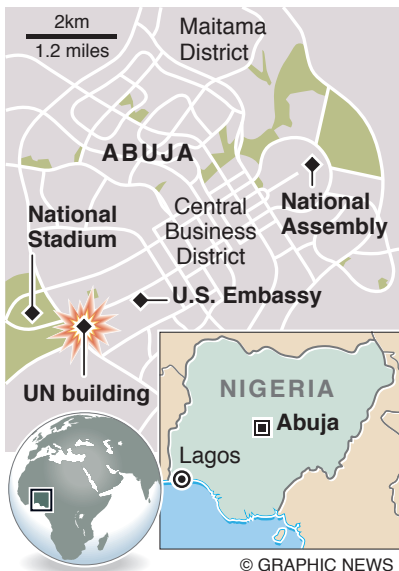 2km
1.2 miles
Maitama
District
ABUJA
National
Stadium
Central
Business
District
National
Assembly
U.S. Embassy
UN building
NIGERIA
Abuja
Lagos
© GRAPHIC NEWS